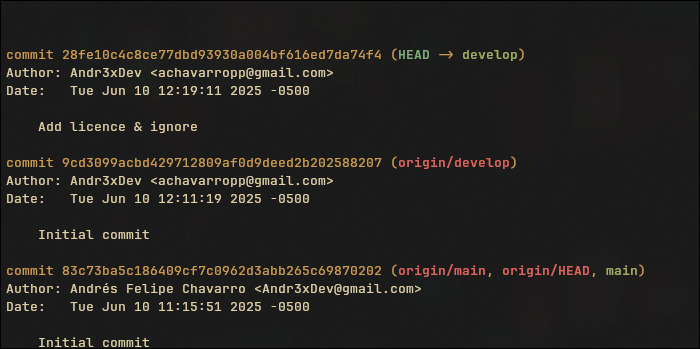 commit 28fe10c4c8ce77dbd93930a004bf616ed7da74f4 (HEAD -> develop)
Author: Andr3xDev <achavarropp@gmail.com>
Date:   Tue Jun 10 12:19:11 2025 -0500
    Add licence & ignore
commit 9cd3099acbd429712809af0d9deed2b202588207 (origin/develop)
Author: Andr3xDev <achavarropp@gmail.com>
Date:   Tue Jun 10 12:11:19 2025 -0500
    Initial commit
commit 83c73ba5c186409cf7c0962d3abb265c69870202 (origin/main, origin/HEAD, main)
Author: Andrés Felipe Chavarro <Andr3xDev@gmail.com>
Date:   Tue Jun 10 11:15:51 2025 -0500
    Initial commit